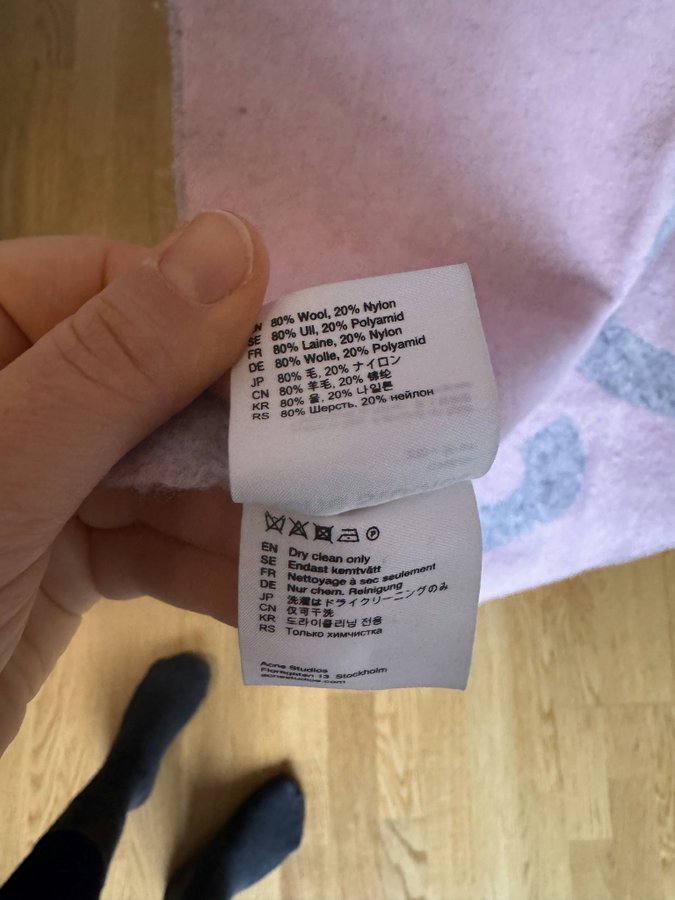 EN 80% Wool, 20% Nylon
SE 80% Ull, 20% Polyamid
FR 80% Laine, 20% Nylon
DE 80% Wolle, 20% Polyamid
JP 80% 毛, 20% ナイロン
CN 80% 羊毛, 20% 锦纶
KR 80% 울, 20% 나일론
RS 80% Шерсть, 20% нейлон
P
EN Dry clean only
SE Endast kemtvätt
FR Nettoyage à sec seulement
DE Nur chem. Reinigung
JP 洗濯はドライクリーニングのみ
CN 仅可干洗
KR 드라이클리닝 전용
RS Только химчистка
Acne Studios
Floragatan 13 Stockholm
acnestudios.com